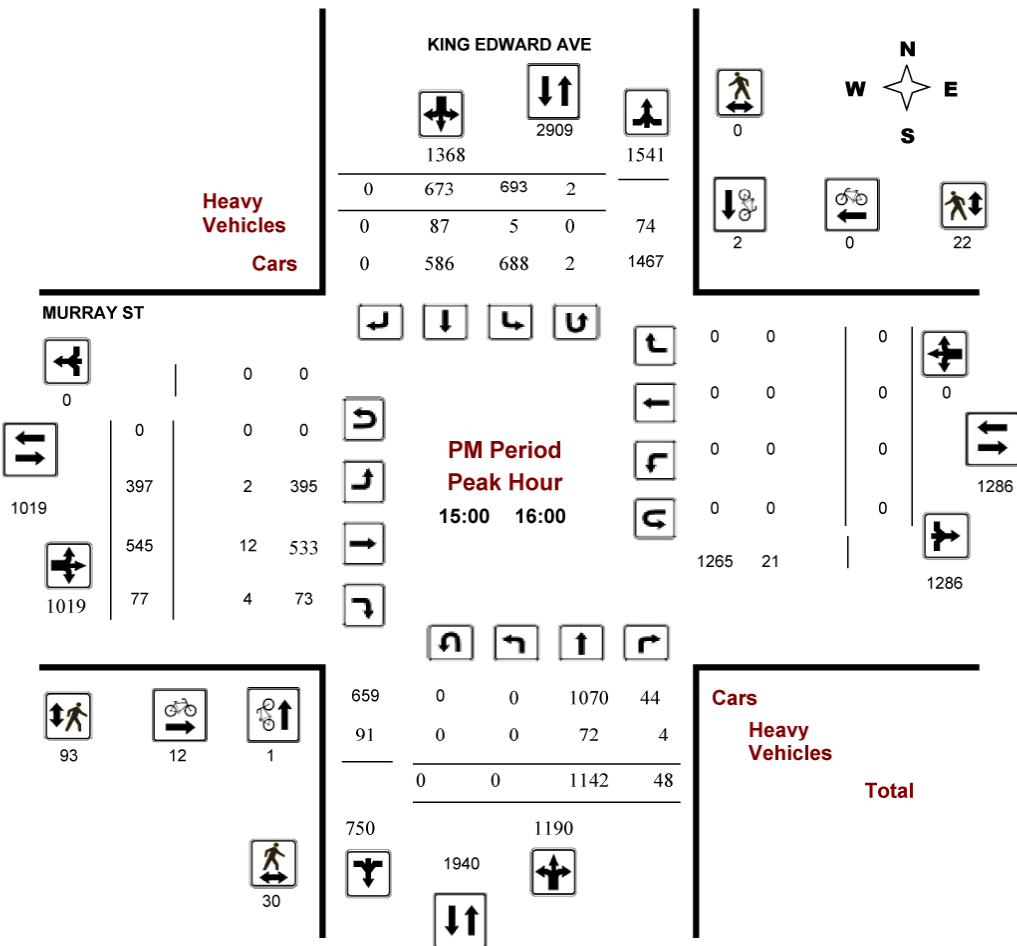 KING EDWARD AVE
N
W E
S
2909
0
1368 1541
0 673 693 2
Heavy
Vehicles
0 87 5 0 74
2 0 22
Cars
0 586 688 2 1467
MURRAY ST
0 0 0
0 0
0 0 0 0
0
0 0 0
397 2 395
PM Period
Peak Hour
15:00 16:00
0 0 0
1286
1019
0 0 0
545 12 533
1265 21
1286
1019 77 4 73
659 0 0 1070 44
Cars
91 0 0 72 4
Heavy
Vehicles
93 12 1
0 0 1142 48
Total
750 1190
1940
30